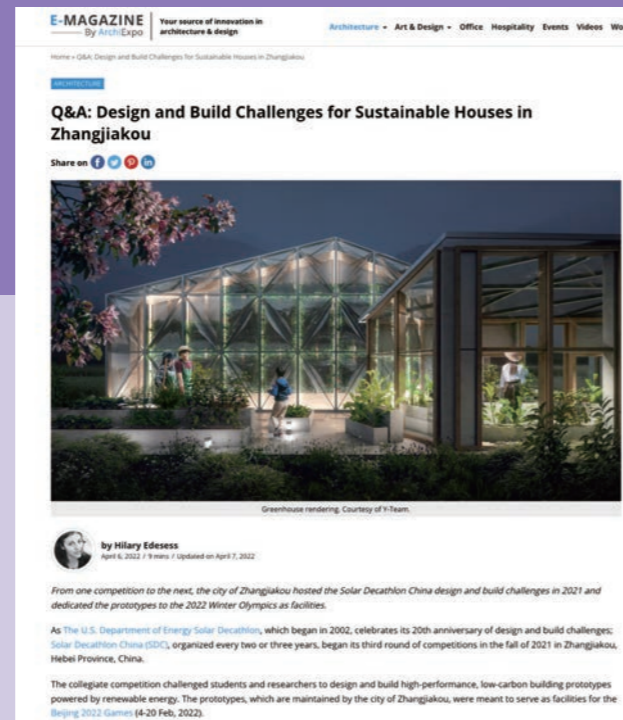 E-MAGAZINE
By ArchiExpo
Your source of innovation in
architecture & design
Architecture Art & Design Office Hospitality Events Videos Wo
Home » Q&A: Design and Build Challenges for Sustainable Houses in Zhangjiakou
ARCHITECTURE
Q&A: Design and Build Challenges for Sustainable Houses in
Zhangjiakou
Share on
Greenhouse rendering. Courtesy of Y-Team.
by Hilary Edesess
April 6, 2022 / 9 mins / Updated on April 7, 2022
From one competition to the next, the city of Zhangjiakou hosted the Solar Decathlon China design and build challenges in 2021 and
dedicated the prototypes to the 2022 Winter Olympics as facilities.
As The U.S. Department of Energy Solar Decathlon, which began in 2002, celebrates its 20th anniversary of design and build challenges;
Solar Decathlon China (SDC), organized every two or three years, began its third round of competitions in the fall of 2021 in Zhangjiakou,
Hebei Province, China.
The collegiate competition challenged students and researchers to design and build high-performance, low-carbon building prototypes
powered by renewable energy. The prototypes, which are maintained by the city of Zhangjiakou, were meant to serve as facilities for the
Beijing 2022 Games (4-20 Feb, 2022).